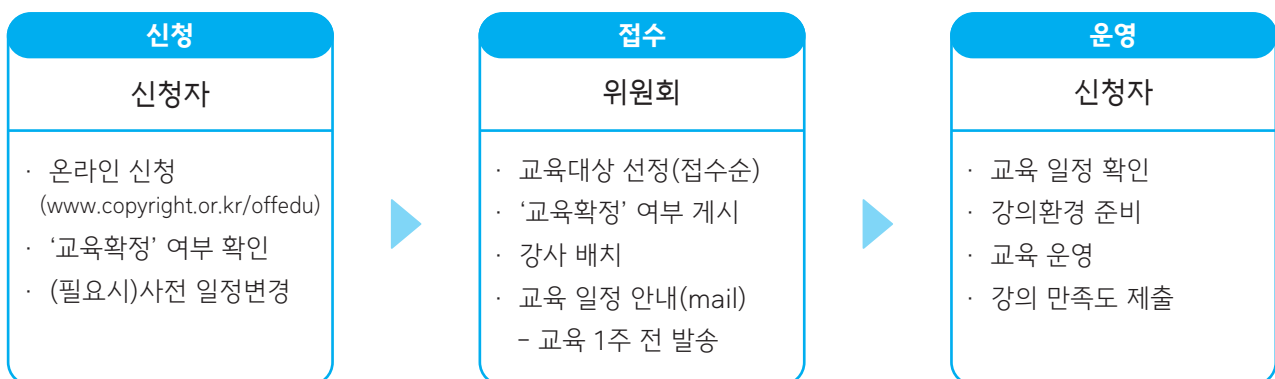 신청
신청자
· 온라인 신청
(www.copyright.or.kr/offedu)
· ‘교육확정’ 여부 확인
· (필요시)사전 일정변경
접수
위원회
· 교육대상 선정(접수순)
· ‘교육확정’ 여부 게시
· 강사 배치
· 교육 일정 안내(mail)
- 교육 1주 전 발송
운영
신청자
· 교육 일정 확인
· 강의환경 준비
· 교육 운영
· 강의 만족도 제출